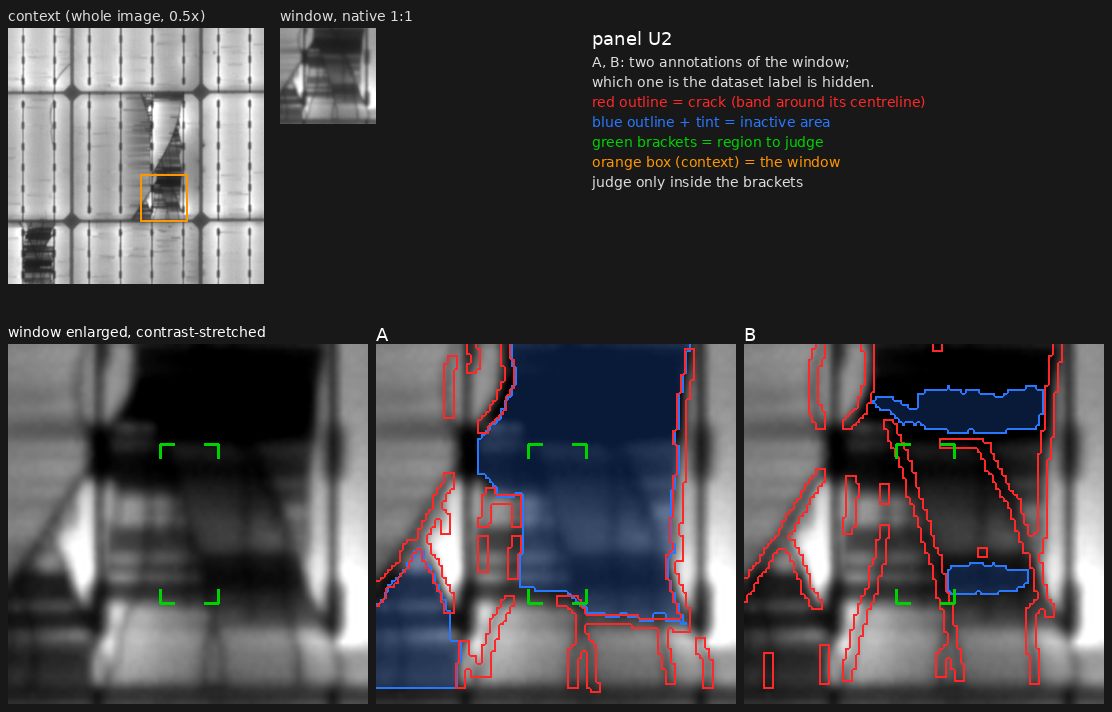 context (whole image, 0.5x)
window, native 1:1
panel U2
A, B: two annotations of the window;
which one is the dataset label is hidden.
red outline = crack (band around its centreline)
blue outline + tint = inactive area
green brackets = region to judge
orange box (context) = the window
judge only inside the brackets
window enlarged, contrast-stretched
A
B